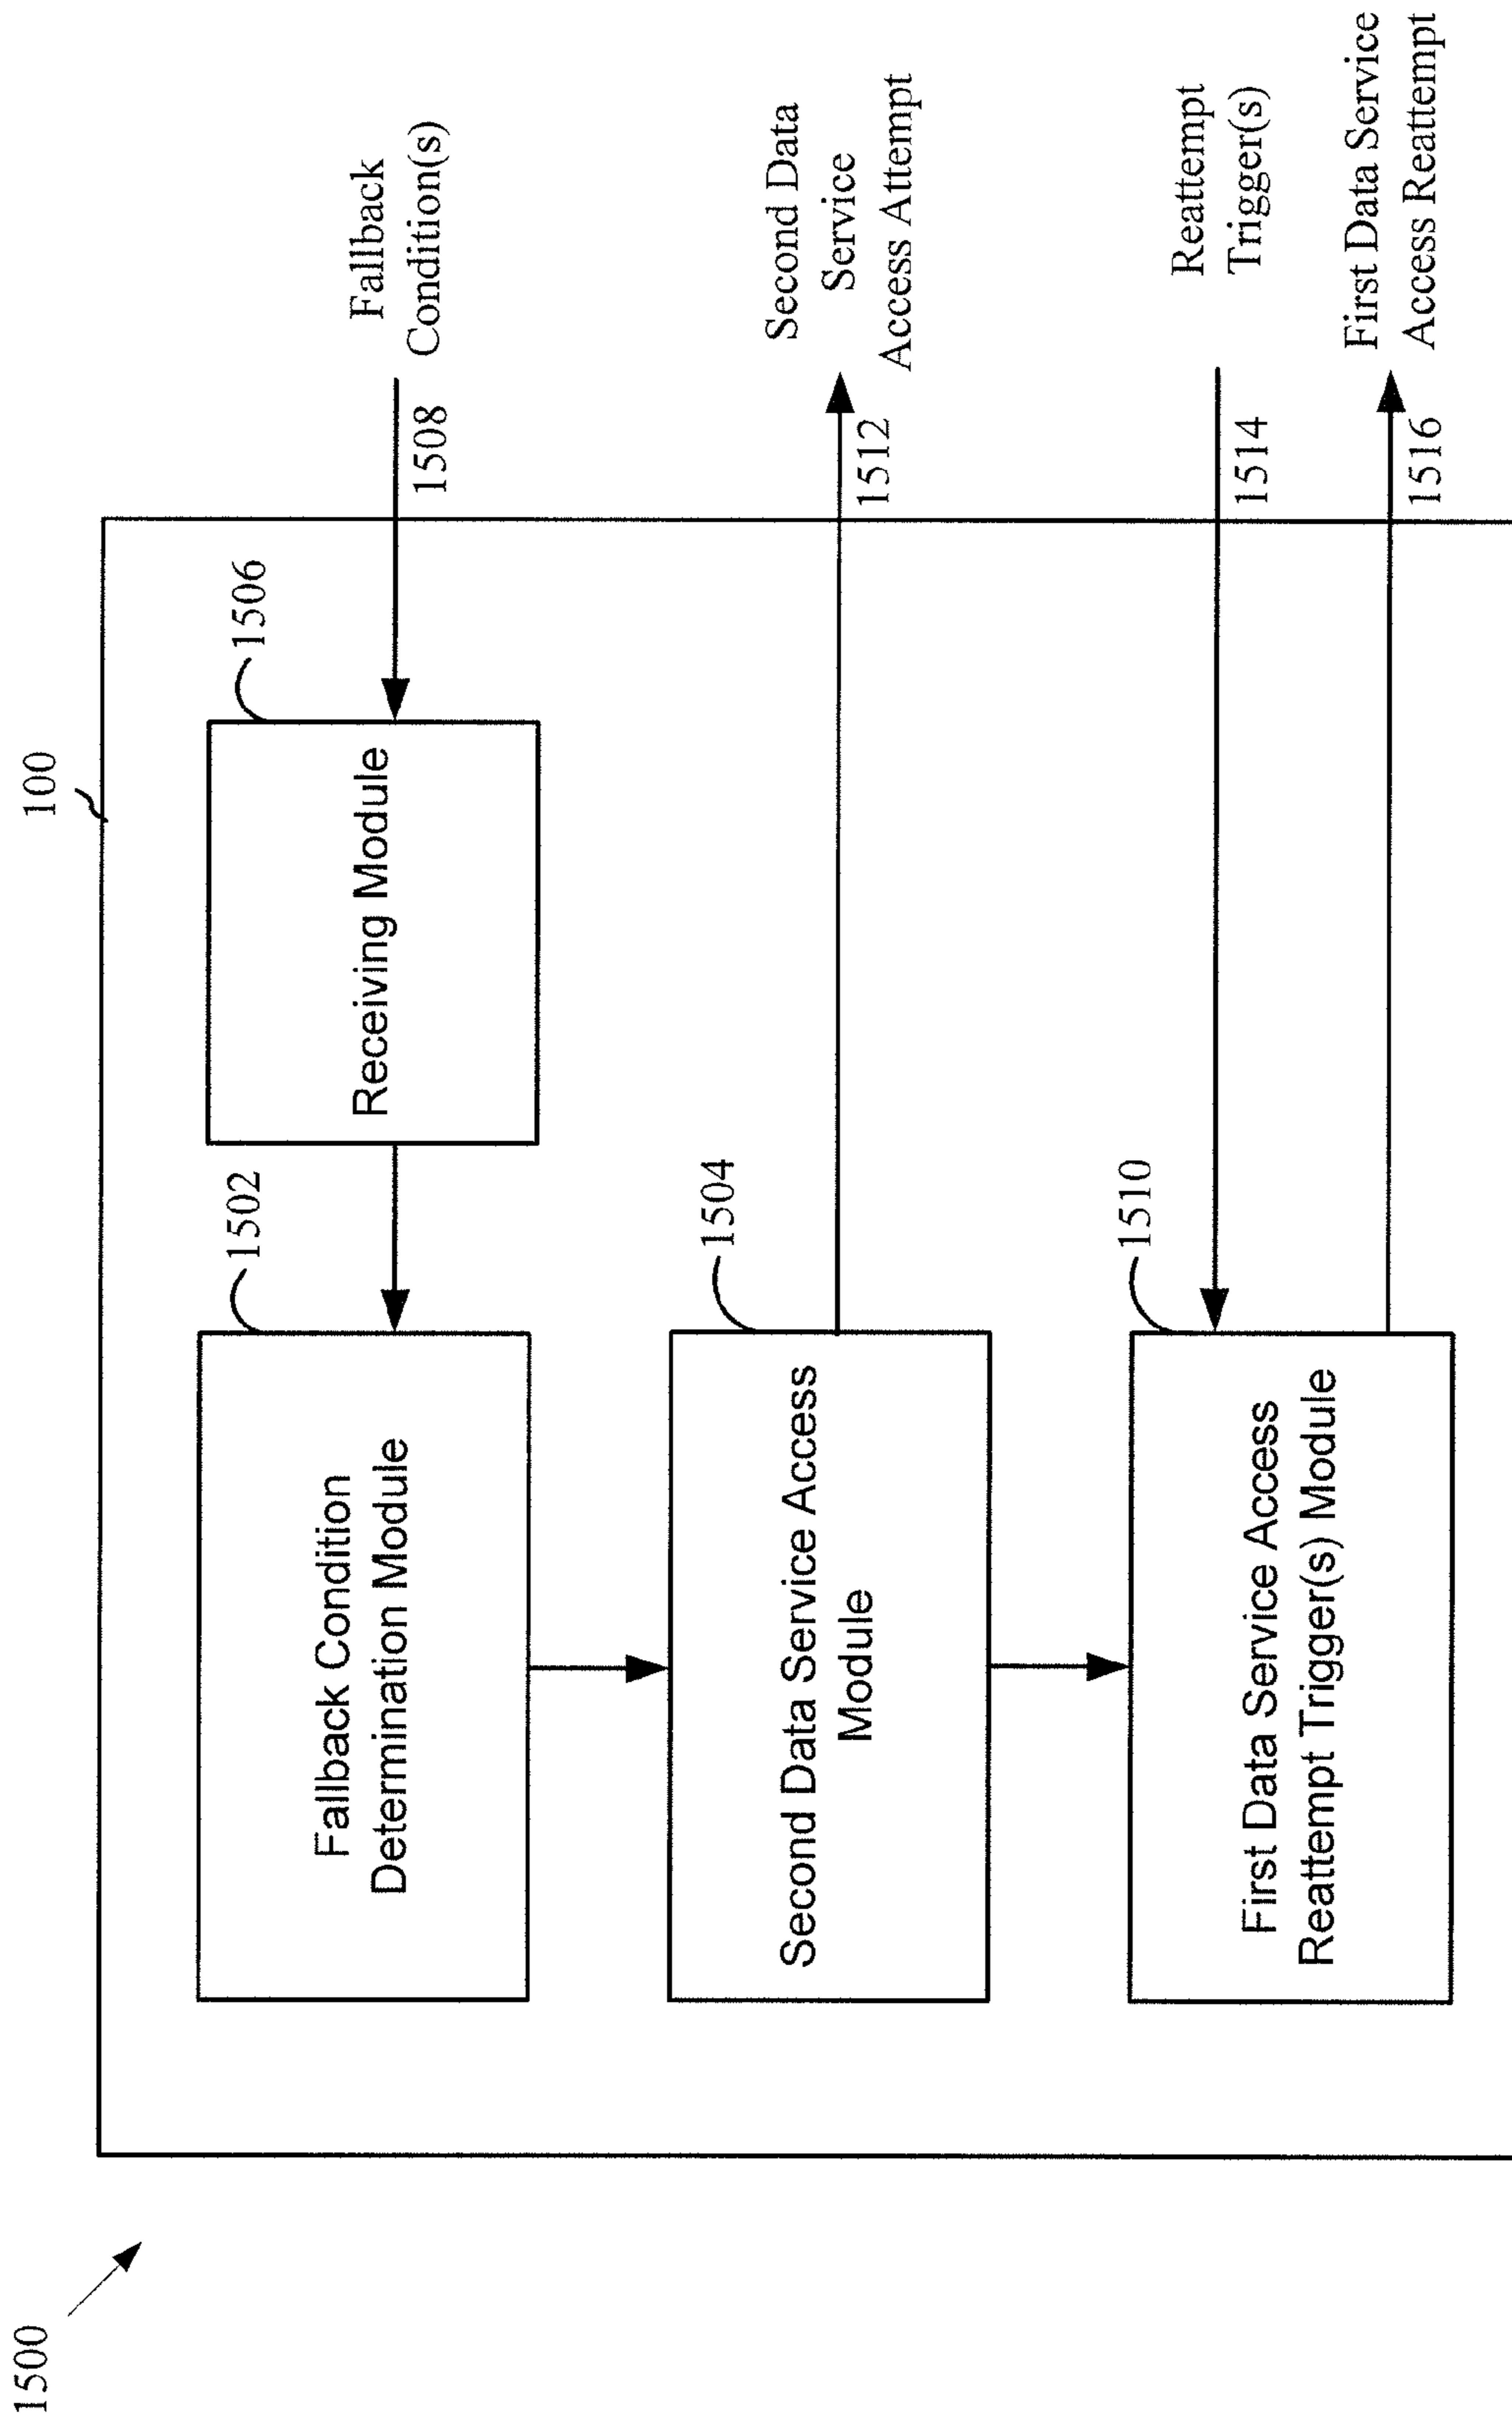 1500
100
1502
Fallback Condition
Determination Module
1506
Receiving Module
1508
Fallback
Condition(s)
1504
Second Data Service Access
Module
1512
Second Data
Service
Access Attempt
1510
First Data Service Access
Reattempt Trigger(s) Module
1514
Reattempt
Trigger(s)
1516
First Data Service
Access Reattempt